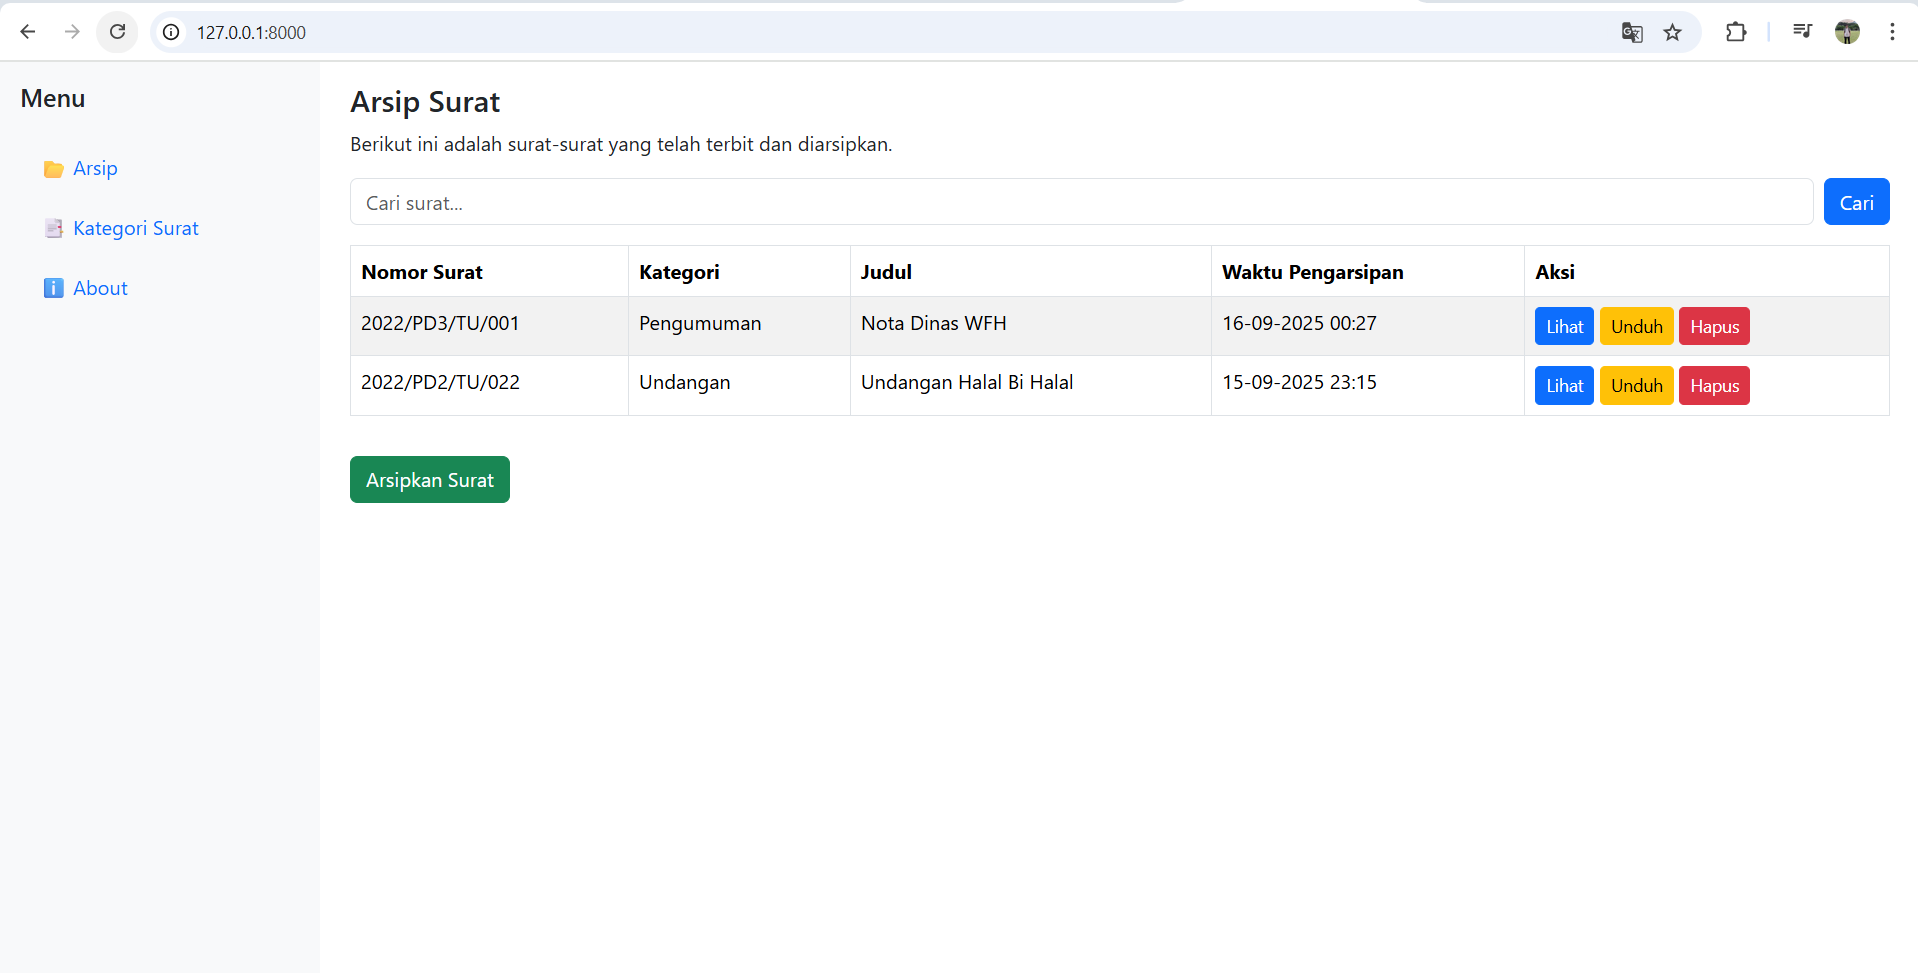 127.0.0.1:8000
Menu
Arsip
Kategori Surat
About
Arsip Surat
Berikut ini adalah surat-surat yang telah terbit dan diarsipkan.
Cari surat...
Cari
Nomor Surat Kategori Judul Waktu Pengarsipan Aksi
2022/PD3/TU/001 Pengumuman Nota Dinas WFH 16-09-2025 00:27 Lihat Unduh Hapus
2022/PD2/TU/022 Undangan Undangan Halal Bi Halal 15-09-2025 23:15 Lihat Unduh Hapus
Arsipkan Surat